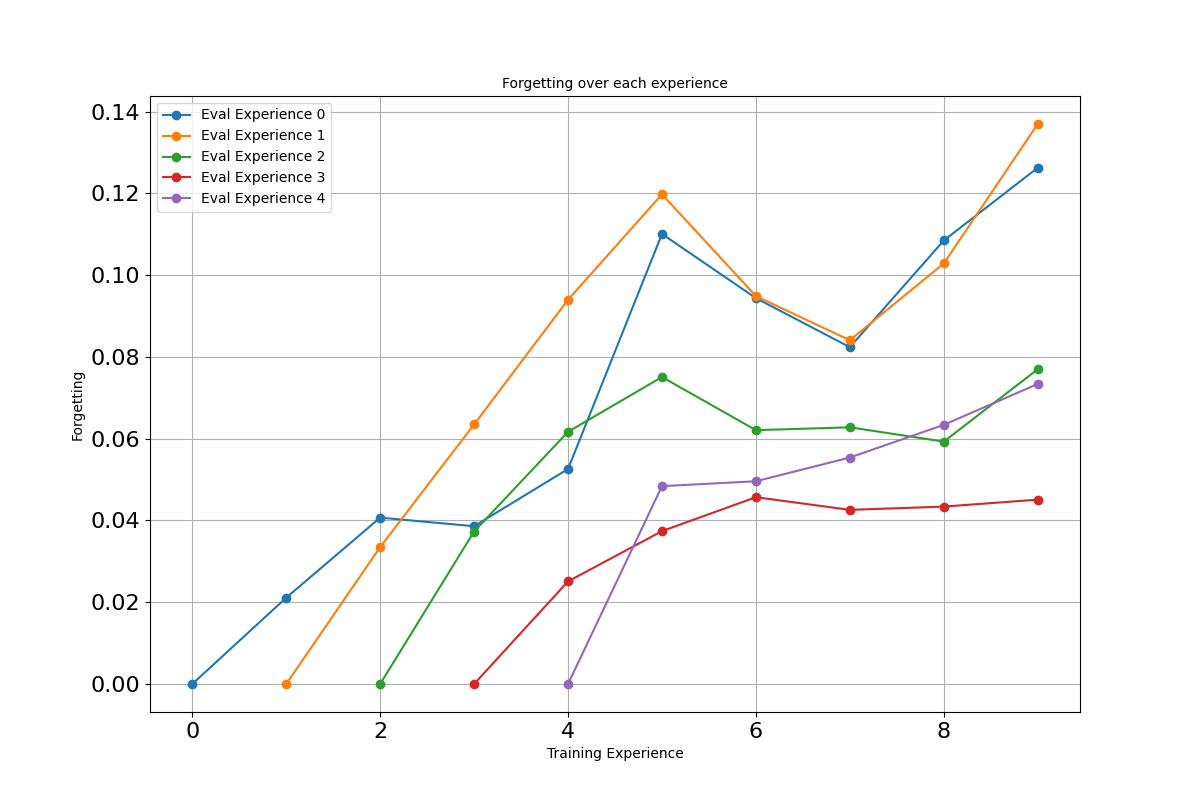 Forgetting over each experience
Eval Experience 0
Eval Experience 1
Eval Experience 2
Eval Experience 3
Eval Experience 4
0.14
0.12
0.10
0.08
0.06
0.04
0.02
0.00
Forgetting
0 2 4 6 8
Training Experience